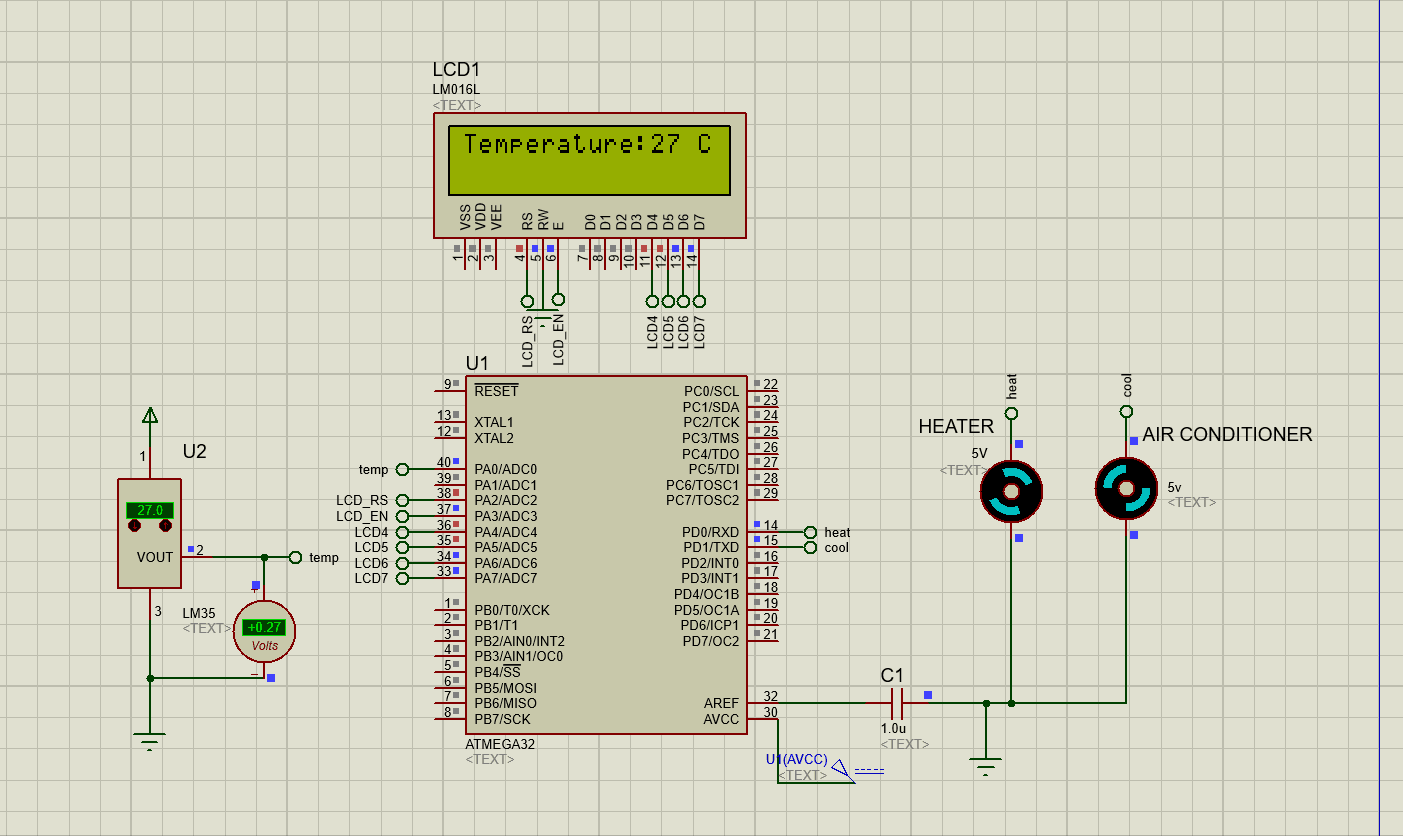 LCD1
LM016L
<TEXT>
Temperature:27 C
VSS
VDD
VEE
RS
RW
E
D0
D1
D2
D3
D4
D5
D6
D7
1
2
3
4
5
6
7
8
9
10
11
12
13
14
LCD_RS
LCD_EN
LCD4
LCD5
LCD6
LCD7
U1
9 RESET
13 XTAL1
12 XTAL2
temp 40 PA0/ADC0
39 PA1/ADC1
LCD_RS 38 PA2/ADC2
LCD_EN 37 PA3/ADC3
LCD4 36 PA4/ADC4
LCD5 35 PA5/ADC5
LCD6 34 PA6/ADC6
LCD7 33 PA7/ADC7
1 PB0/T0/XCK
2 PB1/T1
3 PB2/AIN0/INT2
4 PB3/AIN1/OC0
5 PB4/SS
6 PB5/MOSI
7 PB6/MISO
8 PB7/SCK
PC0/SCL 22
PC1/SDA 23
PC2/TCK 24
PC3/TMS 25
PC4/TDO 26
PC5/TDI 27
PC6/TOSC1 28
PC7/TOSC2 29
PD0/RXD 14 heat
PD1/TXD 15 cool
PD2/INT0 16
PD3/INT1 17
PD4/OC1B 18
PD5/OC1A 19
PD6/ICP1 20
PD7/OC2 21
AREF 32
AVCC 30
ATMEGA32
<TEXT>
U2
1
27.0
VOUT 2
temp
3
LM35
<TEXT>
+0.27
Volts
U1(AVCC)
<TEXT>
C1
1.0u
<TEXT>
heat
HEATER
5V
<TEXT>
cool
AIR CONDITIONER
5v
<TEXT>